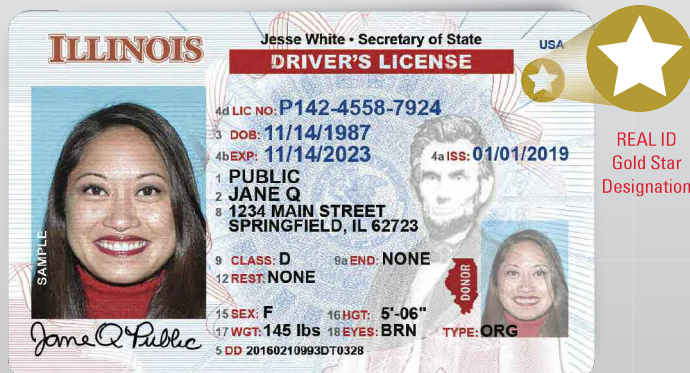 ILLINOIS
Jesse White • Secretary of State
USA
DRIVER'S LICENSE
4d LIC NO: P142-4558-7924
3 DOB: 11/14/1987
4b EXP: 11/14/2023 4a ISS: 01/01/2019
1 PUBLIC
2 JANE Q
8 1234 MAIN STREET
SPRINGFIELD, IL 62723
9 CLASS: D 9a END: NONE
12 REST: NONE
15 SEX: F 16 HGT: 5'-06"
17 WGT: 145 lbs 18 EYES: BRN TYPE: ORG
5 DD 20160210993DT0328
SAMPLE
Jane Q Public
DONOR
REAL ID
Gold Star
Designation